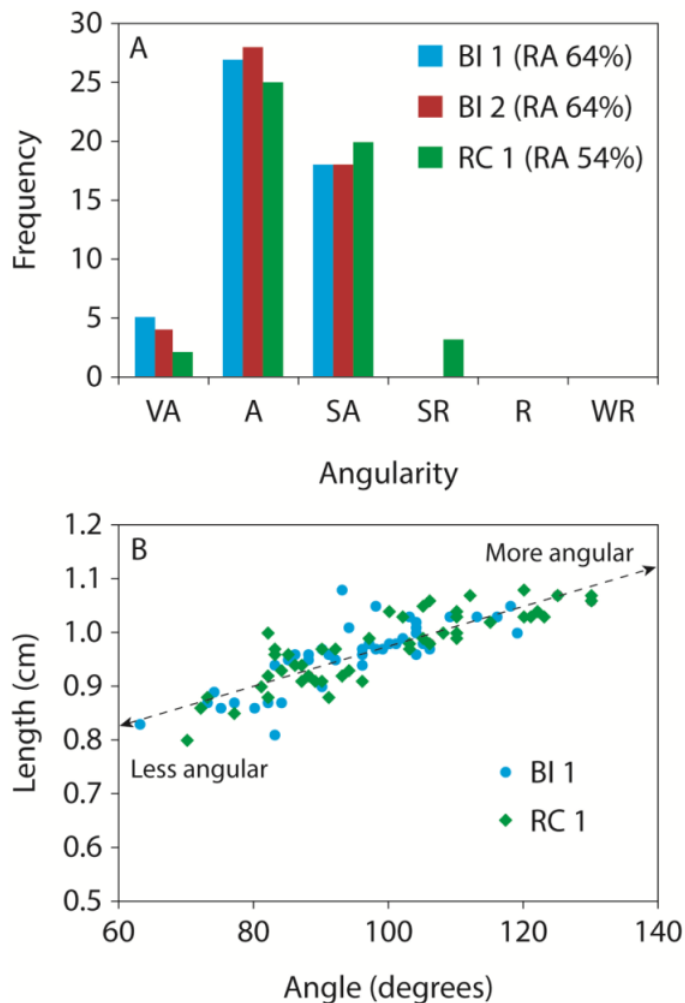 A
30
25
20
15
10
5
0
Frequency
BI 1 (RA 64%)
BI 2 (RA 64%)
RC 1 (RA 54%)
VA A SA SR R WR
Angularity
B
1.2
1.1
1.0
0.9
0.8
0.7
0.6
0.5
Length (cm)
More angular
Less angular
BI 1
RC 1
60 80 100 120 140
Angle (degrees)